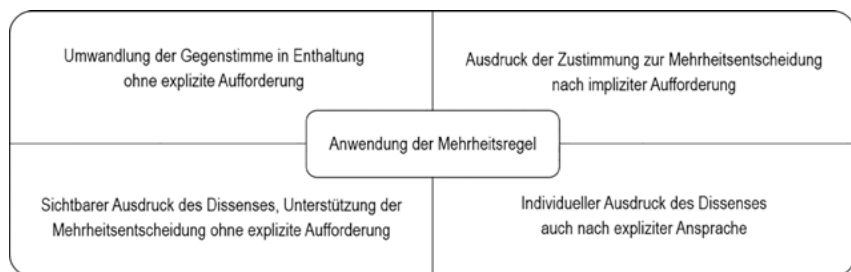 Umwandlung der Gegenstimme in Enthaltung
ohne explizite Aufforderung
Ausdruck der Zustimmung zur Mehrheitsentscheidung
nach impliziter Aufforderung
Anwendung der Mehrheitsregel
Sichtbarer Ausdruck des Dissenses, Unterstützung der
Mehrheitsentscheidung ohne explizite Aufforderung
Individueller Ausdruck des Dissenses
auch nach expliziter Ansprache